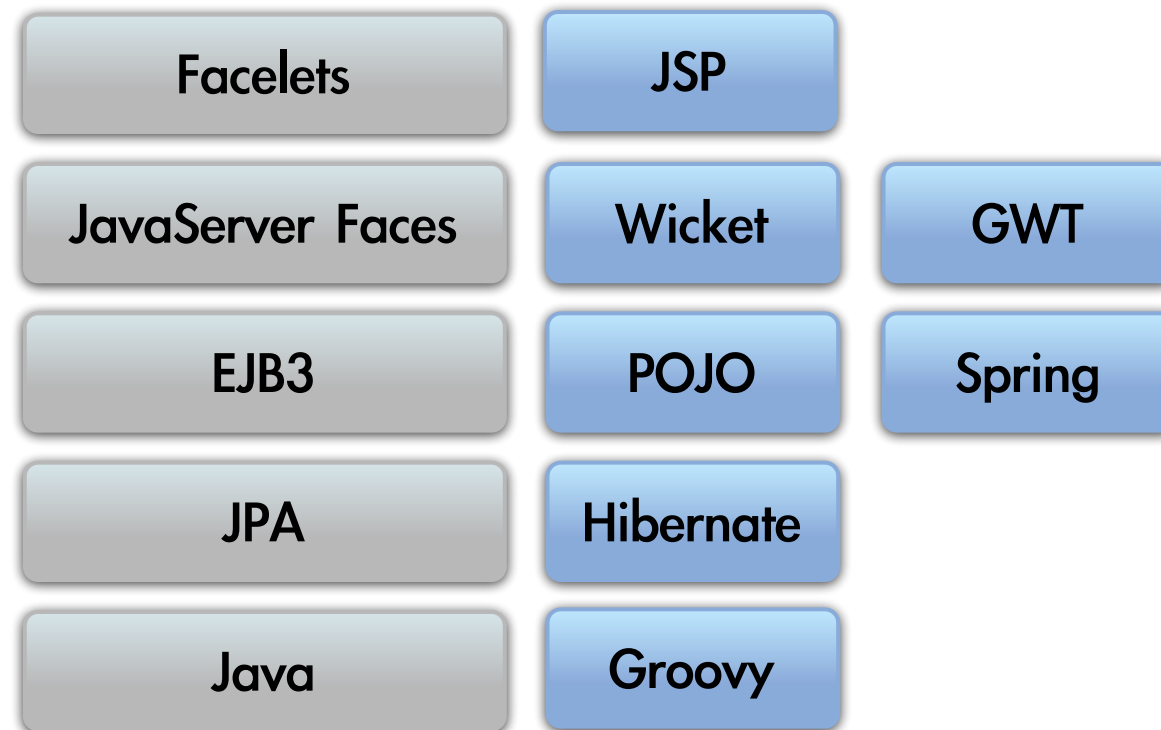 Facelets
JSP
JavaServer Faces
Wicket
GWT
EJB3
POJO
Spring
JPA
Hibernate
Java
Groovy